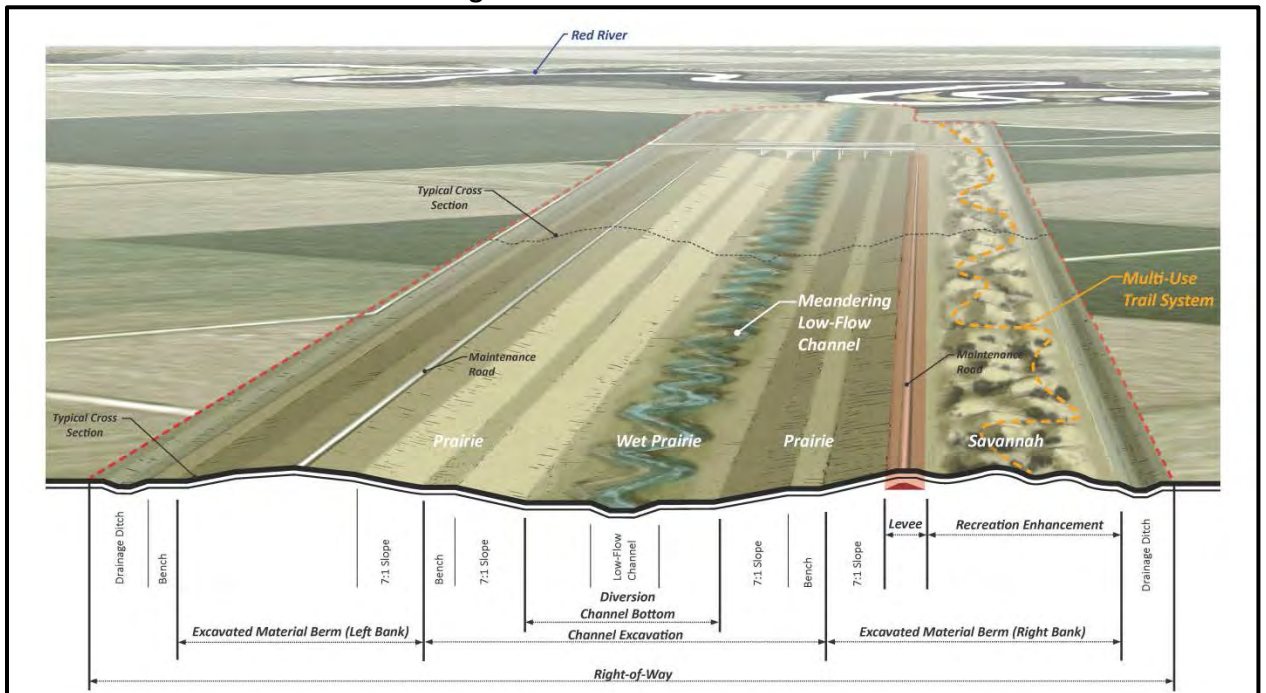 Red River
Typical Cross
Section
Multi-Use
Trail System
Meandering
Low-Flow
Channel
Maintenance
Road
Maintenance
Road
Typical Cross
Section
Prairie
Wet Prairie
Prairie
Savannah
Drainage Ditch
Bench
7:1 Slope
Bench
7:1 Slope
Low-Flow
Channel
7:1 Slope
Bench
7:1 Slope
Levee
Recreation Enhancement
Drainage Ditch
Diversion
Channel Bottom
Excavated Material Berm (Left Bank)
Channel Excavation
Excavated Material Berm (Right Bank)
Right-of-Way